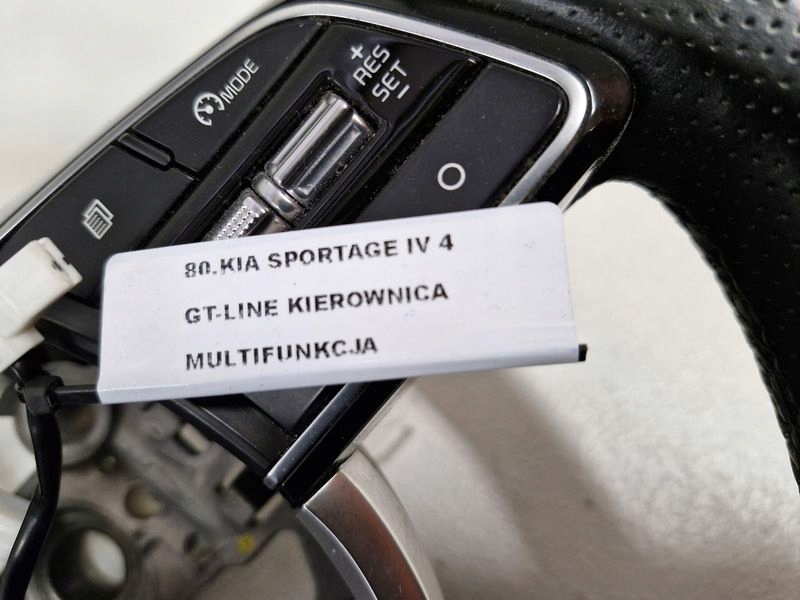 MODE
+
RES
SET
-
80.KIA SPORTAGE IV 4
GT-LINE KIEROWNICA
MULTIFUNKCJA